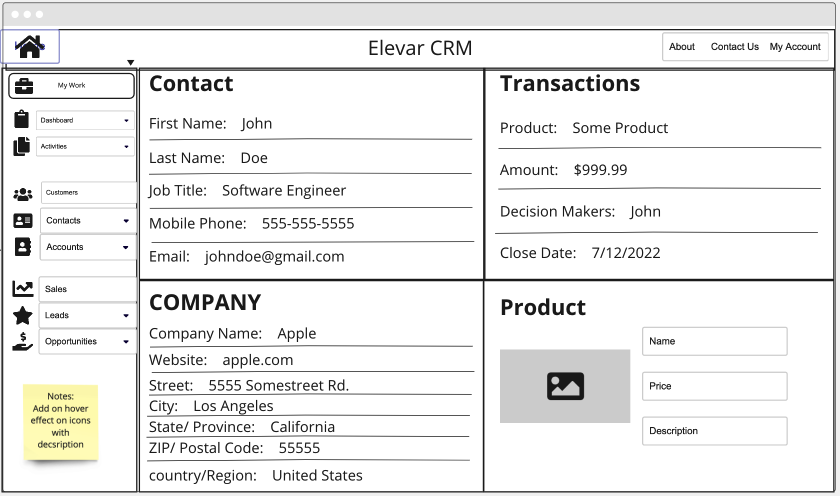 Elevar CRM
About
Contact Us
My Account
My Work
Dashboard
Activities
Customers
Contacts
Accounts
Sales
Leads
Opportunities
Notes:
Add on hover
effect on icons
with
decsription
Contact
First Name: John
Last Name: Doe
Job Title: Software Engineer
Mobile Phone: 555-555-5555
Email: johndoe@gmail.com
Transactions
Product: Some Product
Amount: $999.99
Decision Makers: John
Close Date: 7/12/2022
COMPANY
Company Name: Apple
Website: apple.com
Street: 5555 Somestreet Rd.
City: Los Angeles
State/ Province: California
ZIP/ Postal Code: 55555
country/Region: United States
Product
Name
Price
Description